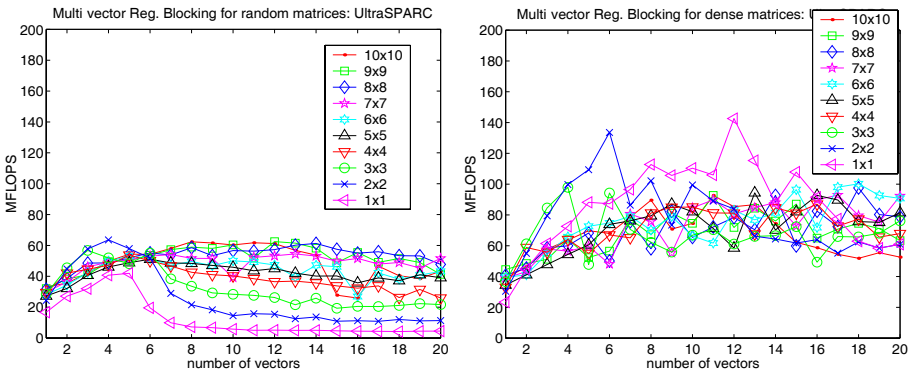 Multi vector Reg. Blocking for random matrices: UltraSPARC
200
180
160
140
120
100
80
60
40
20
0
MFLOPS
2 4 6 8 10 12 14 16 18 20
number of vectors
10x10
9x9
8x8
7x7
6x6
5x5
4x4
3x3
2x2
1x1
Multi vector Reg. Blocking for dense matrices:
200
180
160
140
120
100
80
60
40
20
0
MFLOPS
2 4 6 8 10 12 14 16 18 20
number of vectors
10x10
9x9
8x8
7x7
6x6
5x5
4x4
3x3
2x2
1x1